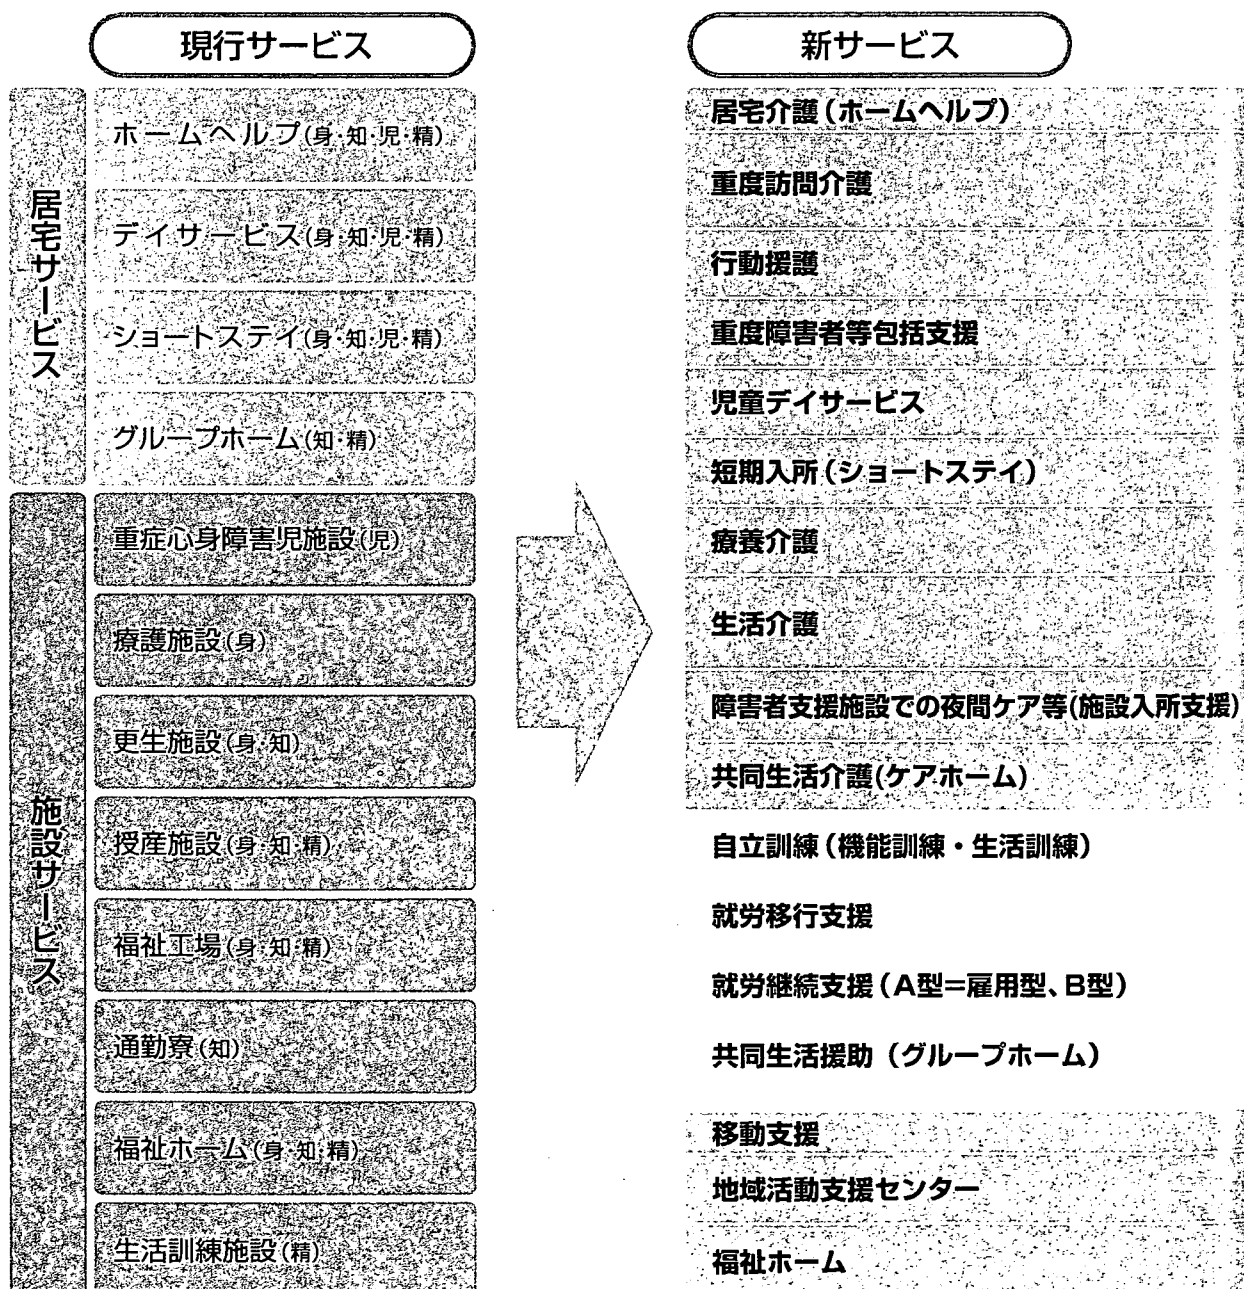 現行サービス
居宅サービス
ホームヘルプ(身・知・児・精)
デイサービス(身・知・児・精)
ショートステイ(身・知・児・精)
グループホーム(知・精)
施設サービス
重症心身障害児施設(児)
療護施設(身)
更生施設(身・知)
授産施設(身・知・精)
福祉工場(身・知・精)
通勤寮(知)
福祉ホーム(身・知・精)
生活訓練施設(精)
新サービス
居宅介護(ホームヘルプ)
重度訪問介護
行動援護
重度障害者等包括支援
児童デイサービス
短期入所(ショートステイ)
療養介護
生活介護
障害者支援施設での夜間ケア等(施設入所支援)
共同生活介護(ケアホーム)
自立訓練(機能訓練・生活訓練)
就労移行支援
就労継続支援(A型=雇用型、B型)
共同生活援助(グループホーム)
移動支援
地域活動支援センター
福祉ホーム